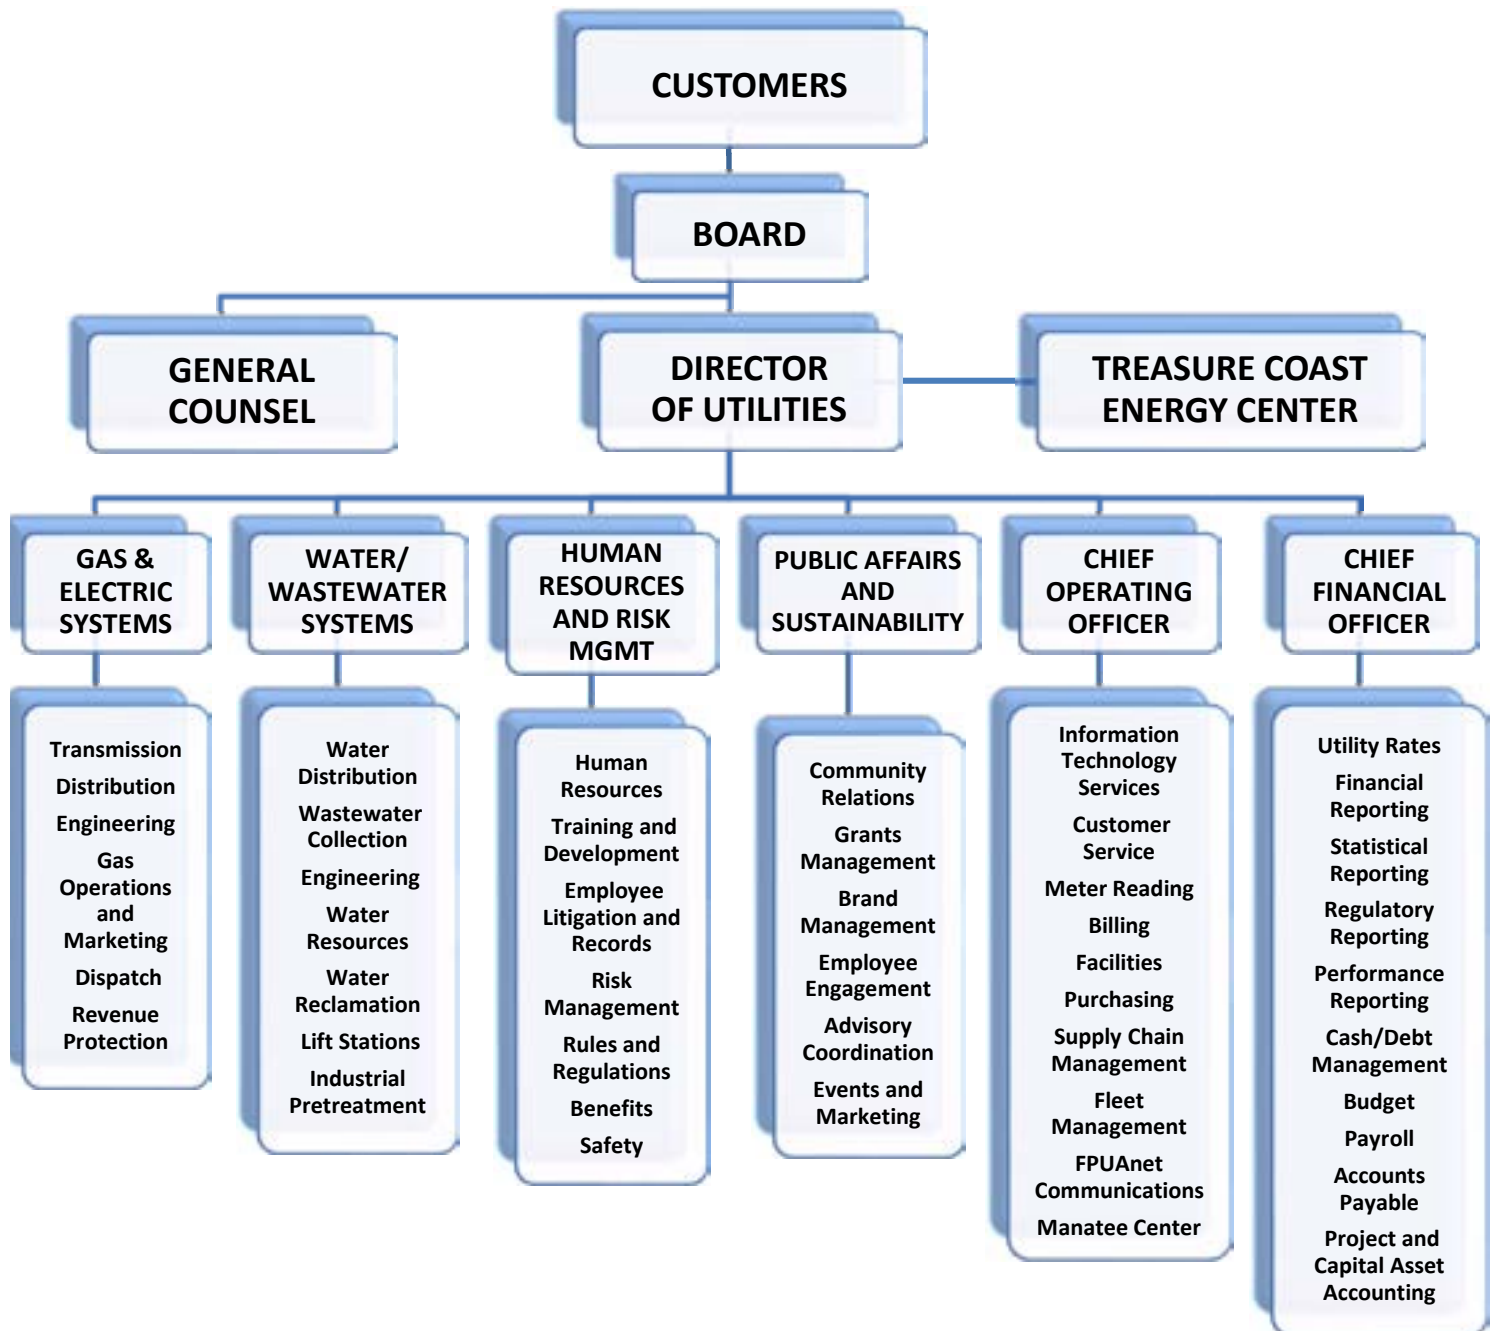 CUSTOMERS
BOARD
GENERAL
COUNSEL
DIRECTOR
OF UTILITIES
TREASURE COAST
ENERGY CENTER
GAS &
ELECTRIC
SYSTEMS
WATER/
WASTEWATER
SYSTEMS
HUMAN
RESOURCES
AND RISK
MGMT
PUBLIC AFFAIRS
AND
SUSTAINABILITY
CHIEF
OPERATING
OFFICER
CHIEF
FINANCIAL
OFFICER
Transmission
Distribution
Engineering
Gas
Operations
and
Marketing
Dispatch
Revenue
Protection
Water
Distribution
Wastewater
Collection
Engineering
Water
Resources
Water
Reclamation
Lift Stations
Industrial
Pretreatment
Human
Resources
Training and
Development
Employee
Litigation and
Records
Risk
Management
Rules and
Regulations
Benefits
Safety
Community
Relations
Grants
Management
Brand
Management
Employee
Engagement
Advisory
Coordination
Events and
Marketing
Information
Technology
Services
Customer
Service
Meter Reading
Billing
Facilities
Purchasing
Supply Chain
Management
Fleet
Management
FPUAnet
Communications
Manatee Center
Utility Rates
Financial
Reporting
Statistical
Reporting
Regulatory
Reporting
Performance
Reporting
Cash/Debt
Management
Budget
Payroll
Accounts
Payable
Project and
Capital Asset
Accounting